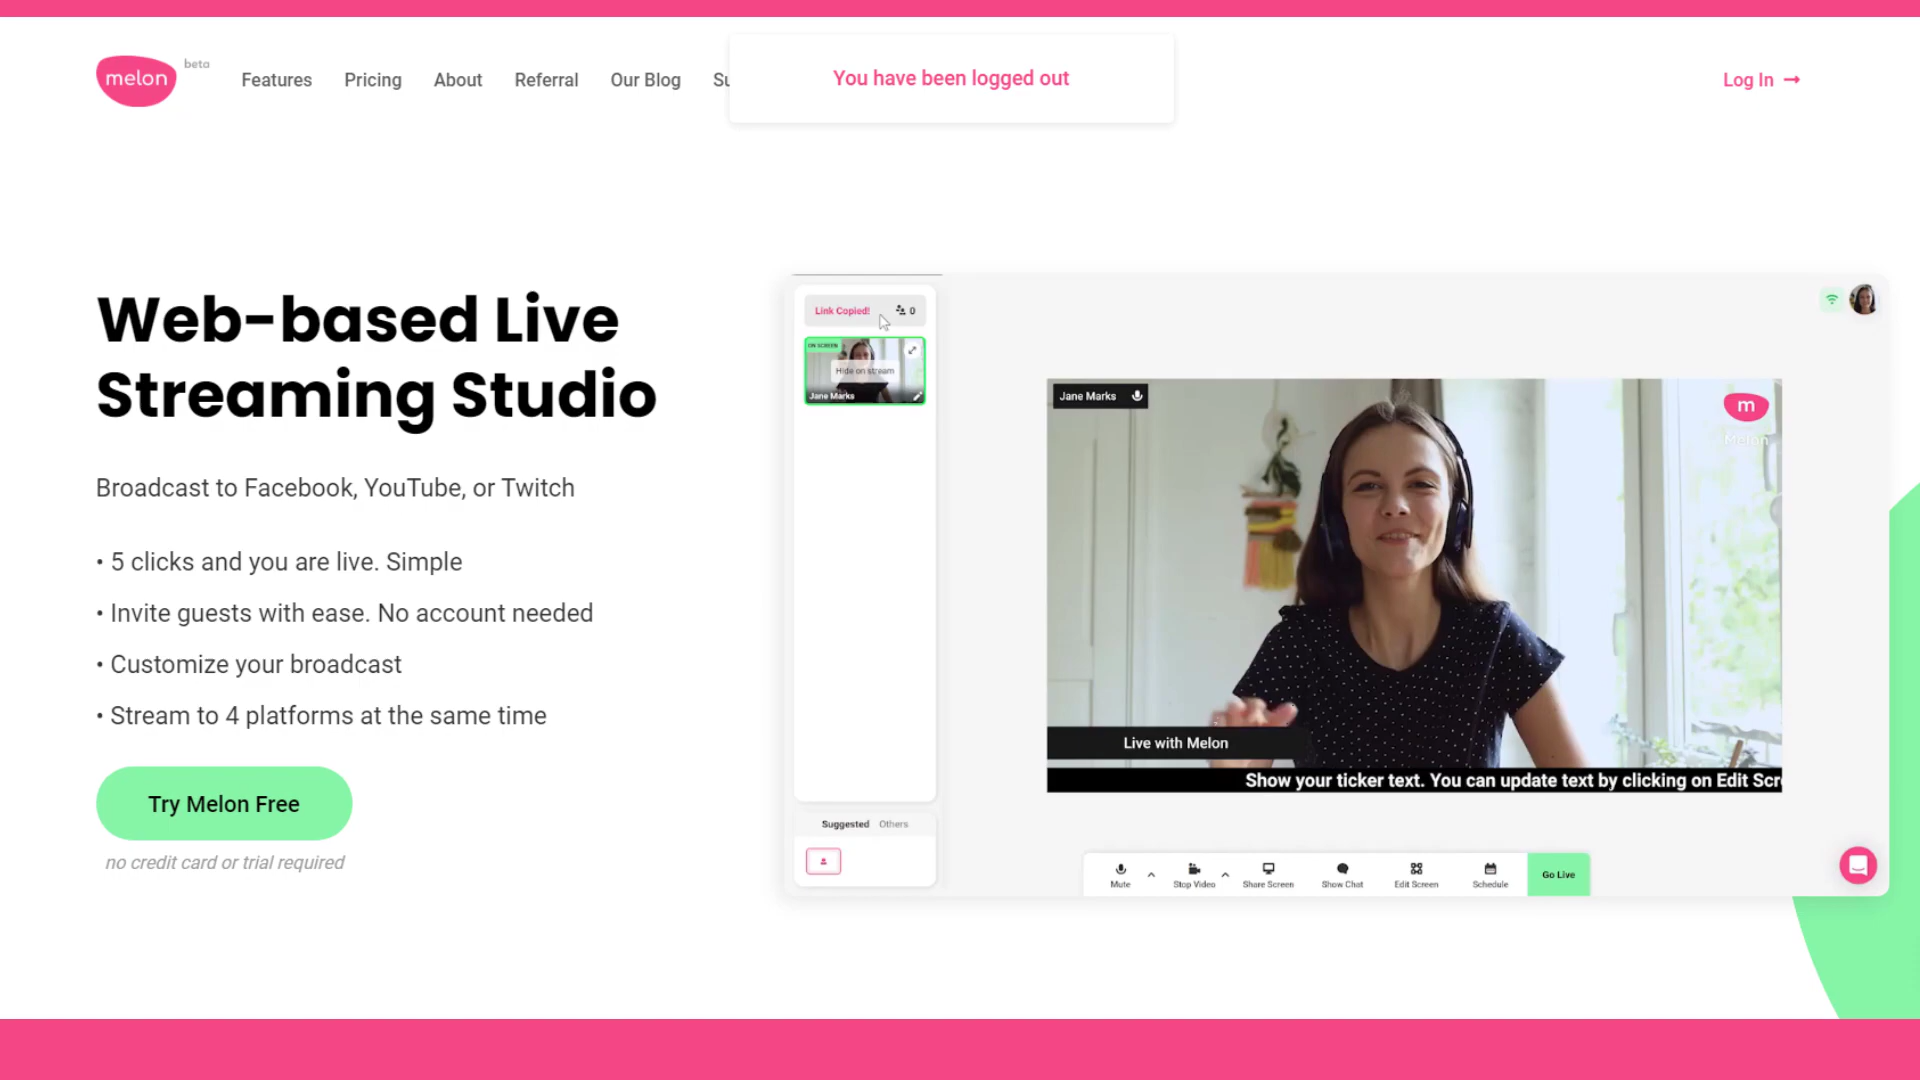 melon beta
Features Pricing About Referral Our Blog
You have been logged out
Log In
Web-based Live
Streaming Studio
Broadcast to Facebook, YouTube, or Twitch
• 5 clicks and you are live. Simple
• Invite guests with ease. No account needed
• Customize your broadcast
• Stream to 4 platforms at the same time
Try Melon Free
no credit card or trial required
Link Copied! 0
ON SCREEN
Hide on stream
Jane Marks
Suggested Others
Jane Marks
m
Melon
Live with Melon
Show your ticker text. You can update text by clicking on Edit Scr
Mute Stop Video Share Screen Show Chat Edit Screen Schedule Go Live